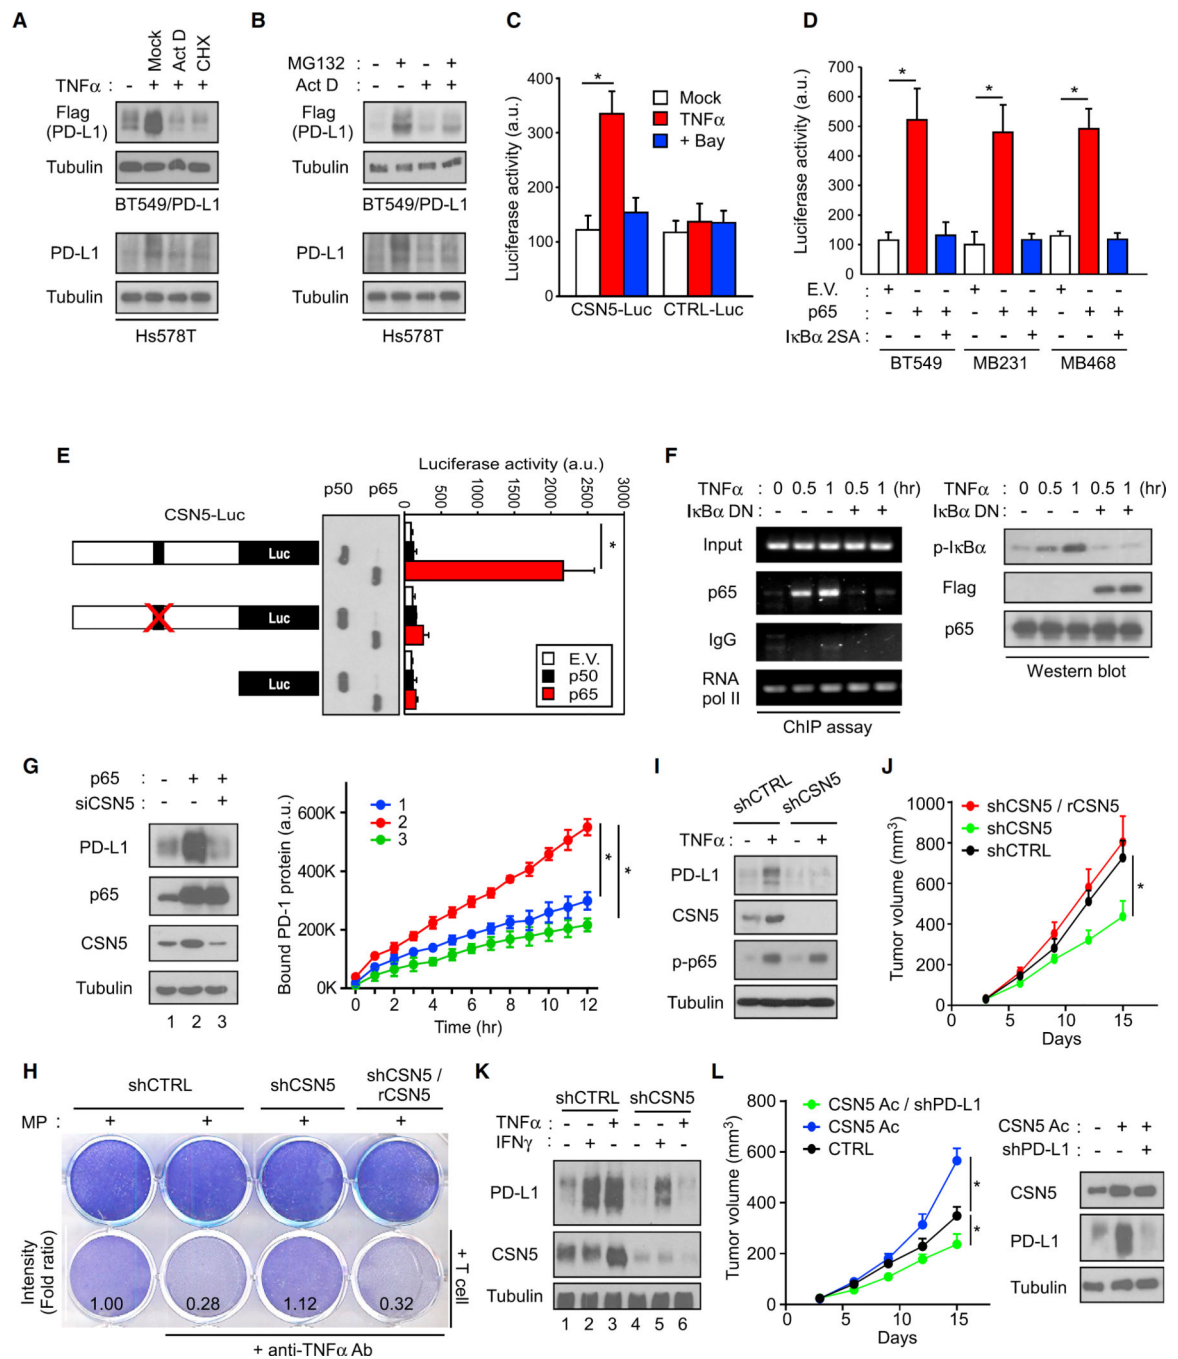 A
Mock
Act D
CHX
TNFα : - + + +
Flag
(PD-L1)
Tubulin
BT549/PD-L1
PD-L1
Tubulin
Hs578T
B
MG132 : - + - +
Act D : - - + +
Flag
(PD-L1)
Tubulin
BT549/PD-L1
PD-L1
Tubulin
Hs578T
C
Luciferase activity (a.u.)
400
300
200
100
0
*
Mock
TNFα
+ Bay
CSN5-Luc CTRL-Luc
D
Luciferase activity (a.u.)
700
600
500
400
300
200
100
0
* * *
E.V. : + - - + - - + - -
p65 : - + + - + + - + +
IκBα 2SA : - - + - - + - - +
BT549 MB231 MB468
E
Luciferase activity (a.u.)
0 500 1000 1500 2000 2500 3000
p50 p65
CSN5-Luc
Luc
Luc
Luc
*
E.V.
p50
p65
F
TNFα : 0 0.5 1 0.5 1 (hr)
IκBα DN : - - - + +
Input
p65
IgG
RNA
pol II
ChIP assay
TNFα : 0 0.5 1 0.5 1 (hr)
IκBα DN : - - - + +
p-IκBα
Flag
p65
Western blot
G
p65 : - + +
siCSN5 : - - +
PD-L1
p65
CSN5
Tubulin
1 2 3
Bound PD-1 protein (a.u.)
600K
400K
200K
0K
1
2
3
* *
0 2 4 6 8 10 12
Time (hr)
I
shCTRL shCSN5
TNFα : - + - +
PD-L1
CSN5
p-p65
Tubulin
J
Tumor volume (mm³)
1000
800
600
400
200
0
shCSN5 / rCSN5
shCSN5
shCTRL
*
0 5 10 15
Days
H
shCTRL shCSN5 shCSN5 /
rCSN5
MP : + + + +
Intensity
(Fold ratio)
1.00 0.28 1.12 0.32
+ T cell
+ anti-TNFα Ab
K
shCTRL shCSN5
TNFα : - - + - - +
IFNγ : - + - - + -
PD-L1
CSN5
Tubulin
1 2 3 4 5 6
L
Tumor volume (mm³)
800
600
400
200
0
CSN5 Ac / shPD-L1
CSN5 Ac
CTRL
*
*
0 5 10 15
Days
CSN5 Ac : - + +
shPD-L1 : - - +
CSN5
PD-L1
Tubulin